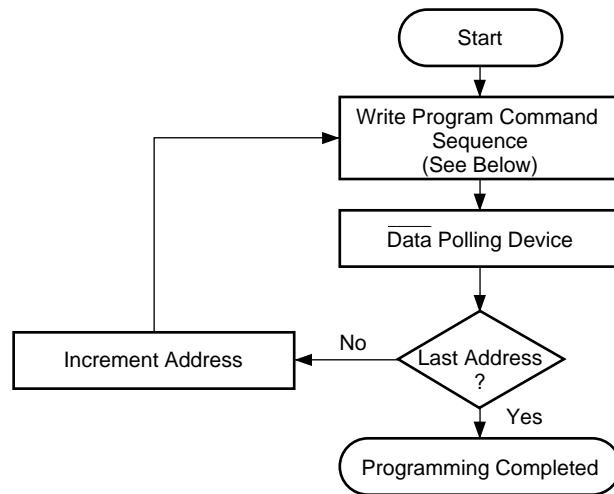 Start
Write Program Command
Sequence
(See Below)
Data Polling Device
No
Increment Address
Last Address
?
Yes
Programming Completed